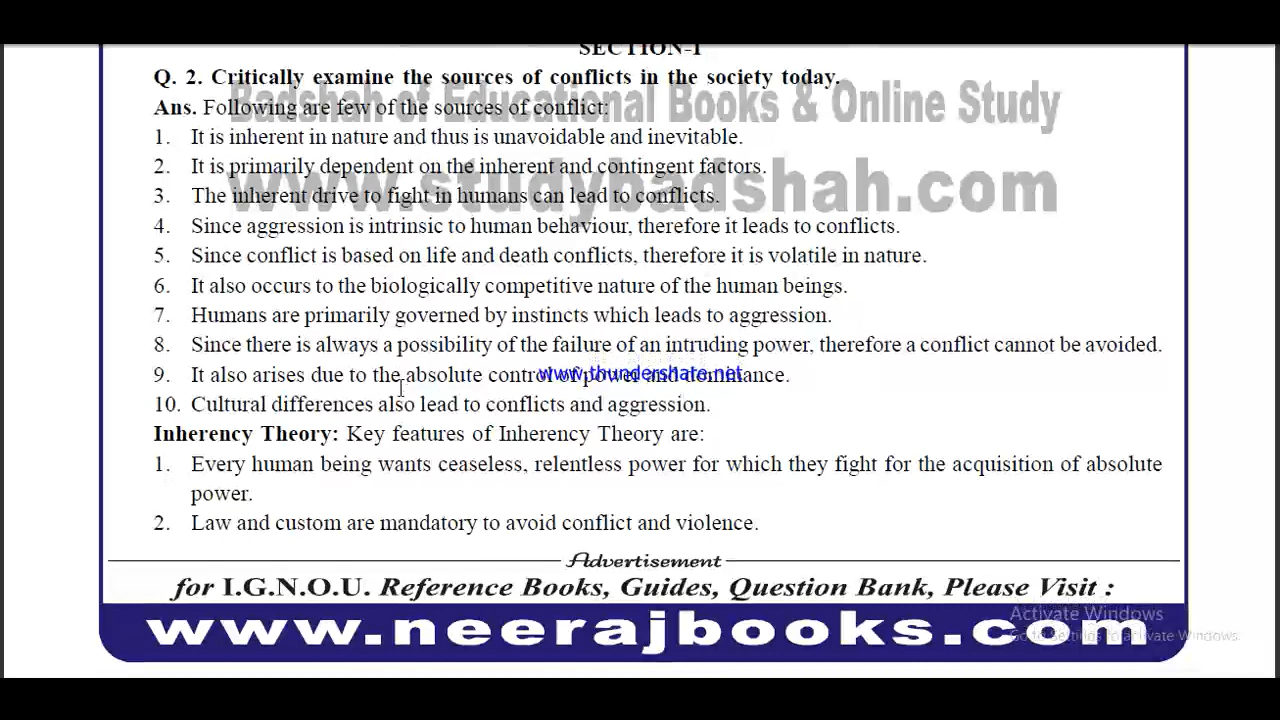 SECTION-I
Q. 2. Critically examine the sources of conflicts in the society today.
Badshah of Educational Books & Online Study
Ans. Following are few of the sources of conflict:
1. It is inherent in nature and thus is unavoidable and inevitable.
2. It is primarily dependent on the inherent and contingent factors.
www.studybadshah.com
3. The inherent drive to fight in humans can lead to conflicts.
4. Since aggression is intrinsic to human behaviour, therefore it leads to conflicts.
5. Since conflict is based on life and death conflicts, therefore it is volatile in nature.
6. It also occurs to the biologically competitive nature of the human beings.
7. Humans are primarily governed by instincts which leads to aggression.
8. Since there is always a possibility of the failure of an intruding power, therefore a conflict cannot be avoided.
9. It also arises due to the absolute control of power and dominance.
www.thundershare.net
10. Cultural differences also lead to conflicts and aggression.
Inherency Theory: Key features of Inherency Theory are:
1. Every human being wants ceaseless, relentless power for which they fight for the acquisition of absolute
power.
2. Law and custom are mandatory to avoid conflict and violence.
Advertisement
for I.G.N.O.U. Reference Books, Guides, Question Bank, Please Visit :
www.neerajbooks.com
Activate Windows
Go to Settings to activate Windows.